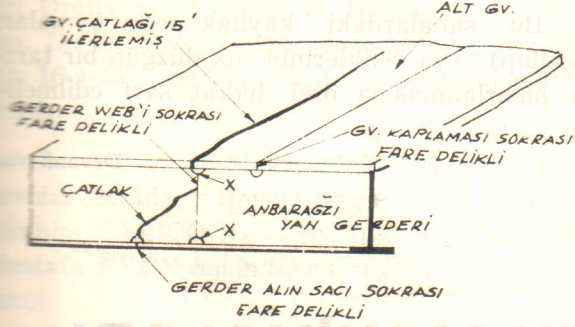 ALT GV.
GV. ÇATLAĞI 15'
İLERLEMİŞ
GERDER WEB'İ SOKRASI
FARE DELİKLİ
GV. KAPLAMASI SOKRASI
FARE DELİKLİ
X
ÇATLAK
X
ANBARAĞZI
YAN GERDERİ
GERDER ALIN SACI SOKRASI
FARE DELİKLİ